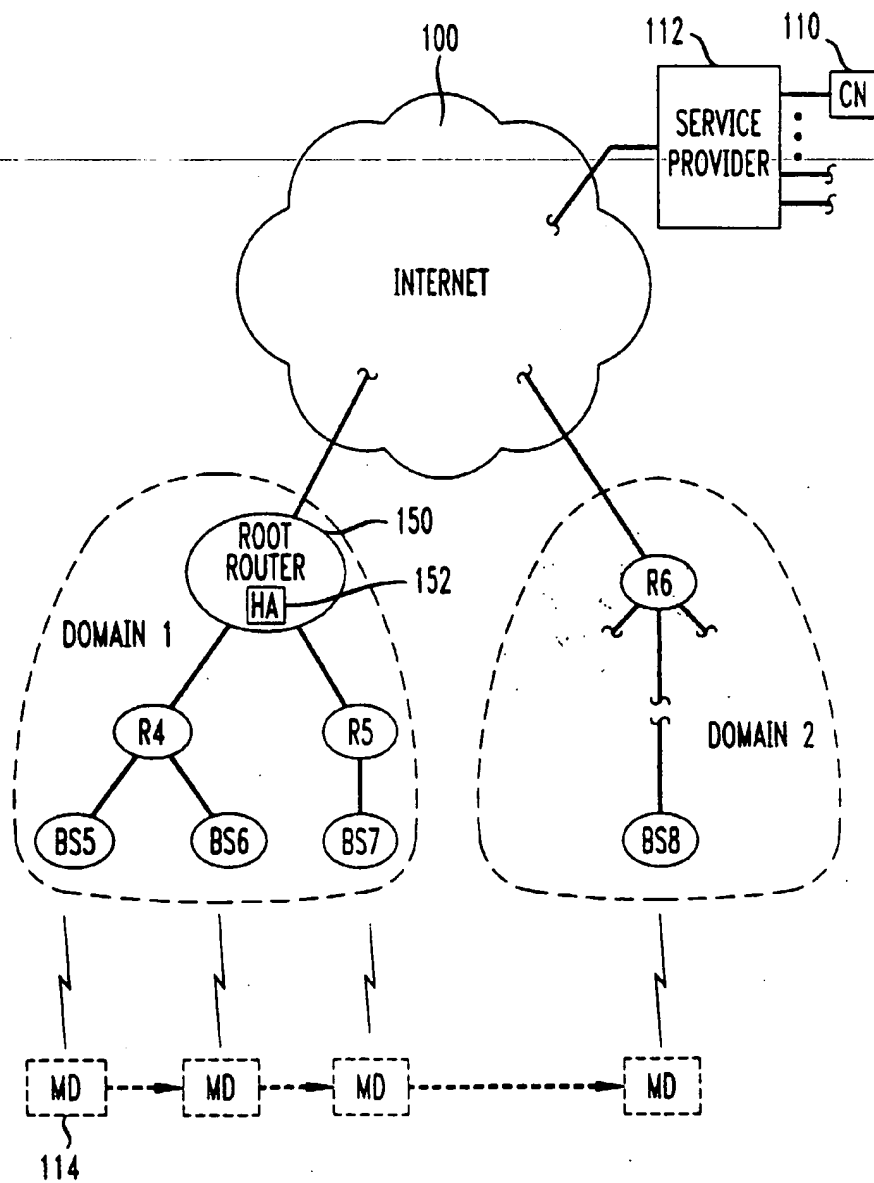 112
110
100
CN
SERVICE
PROVIDER
INTERNET
ROOT
ROUTER
HA
150
152
R6
DOMAIN 1
R4
R5
DOMAIN 2
BS5
BS6
BS7
BS8
MD
MD
MD
MD
114